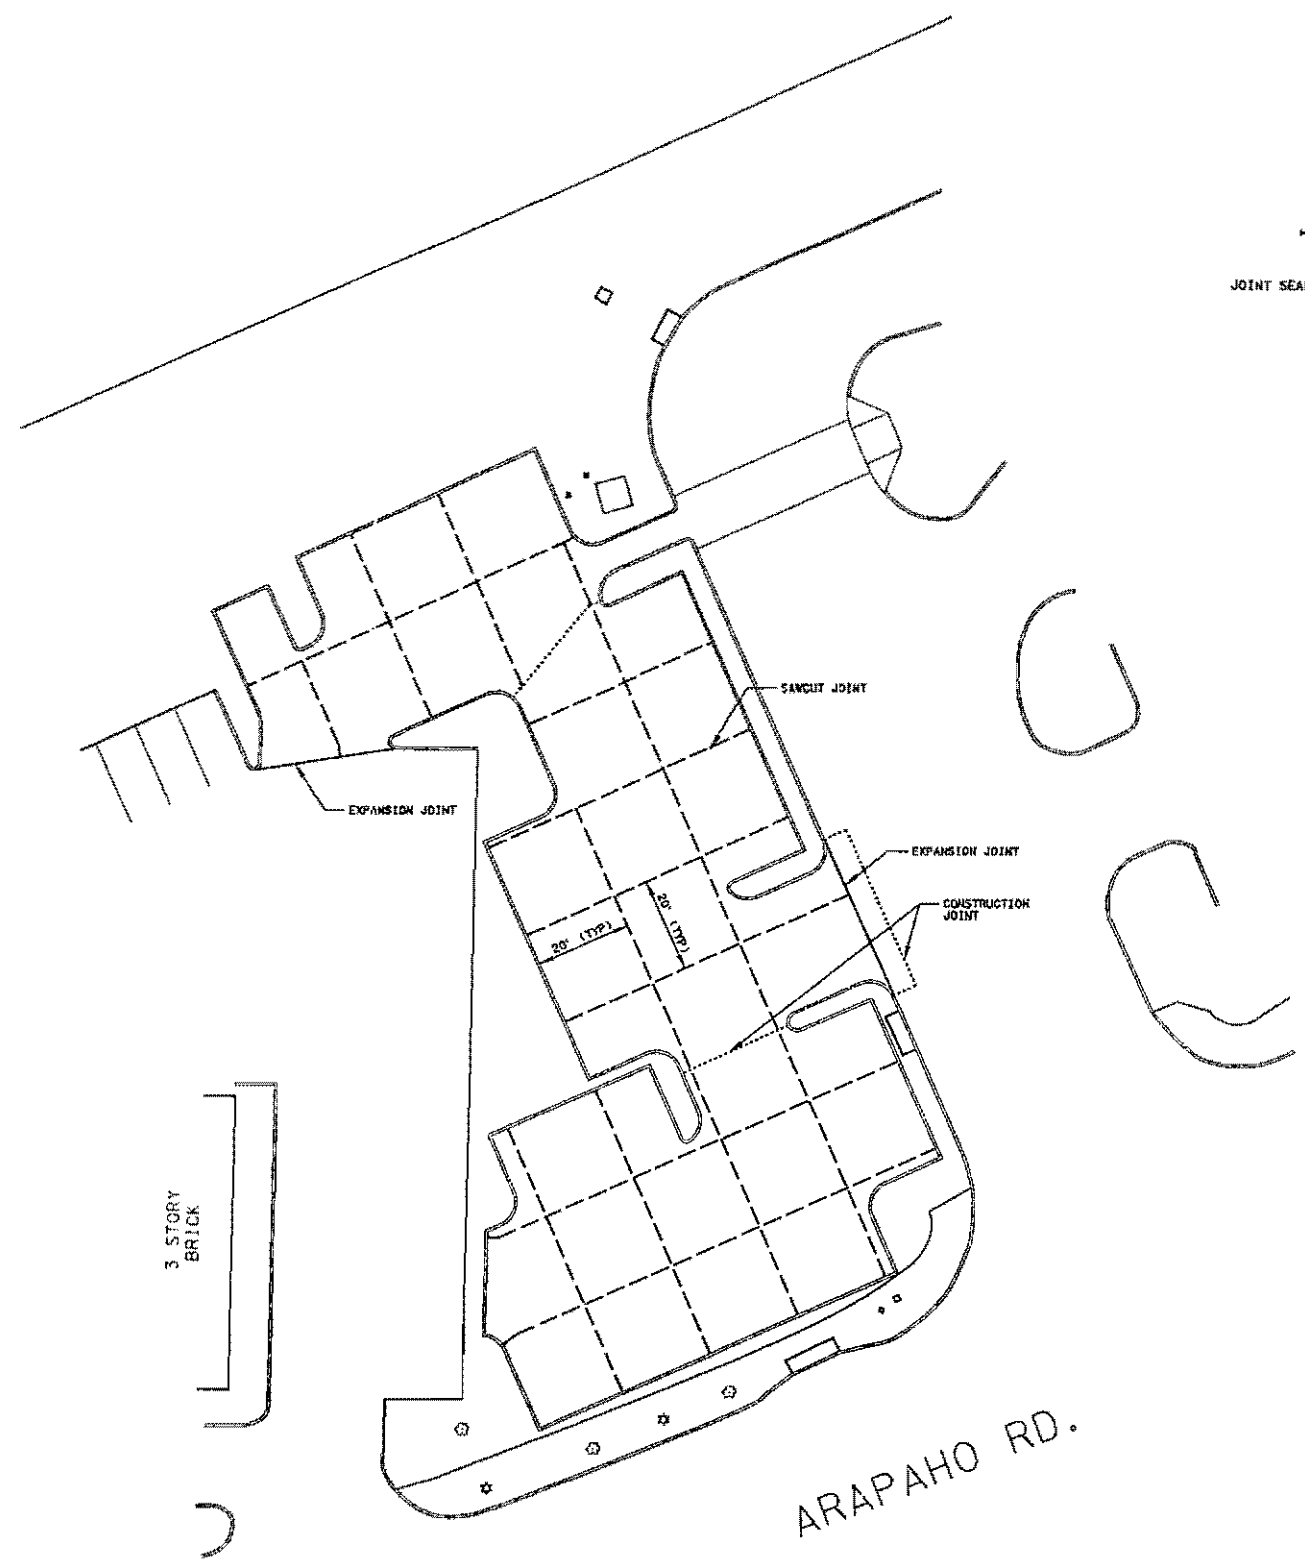 JOINT SEA
SAWCUT JOINT
EXPANSION JOINT
EXPANSION JOINT
CONSTRUCTION
JOINT
20' (TYP)
20' (TYP)
3 STORY
BRICK
ARAPAHO RD.